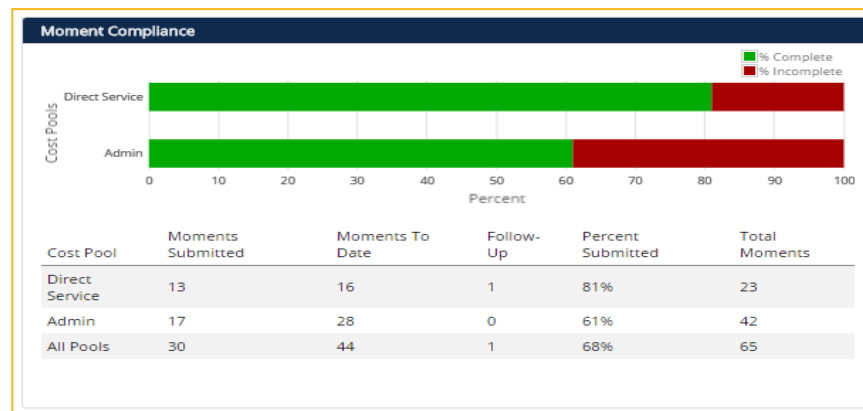 Moment Compliance
% Complete
% Incomplete
Cost Pools
Direct Service
Admin
0 10 20 30 40 50 60 70 80 90 100
Percent
Cost Pool Moments Submitted Moments To Date Follow-Up Percent Submitted Total Moments
Direct Service 13 16 1 81% 23
Admin 17 28 0 61% 42
All Pools 30 44 1 68% 65